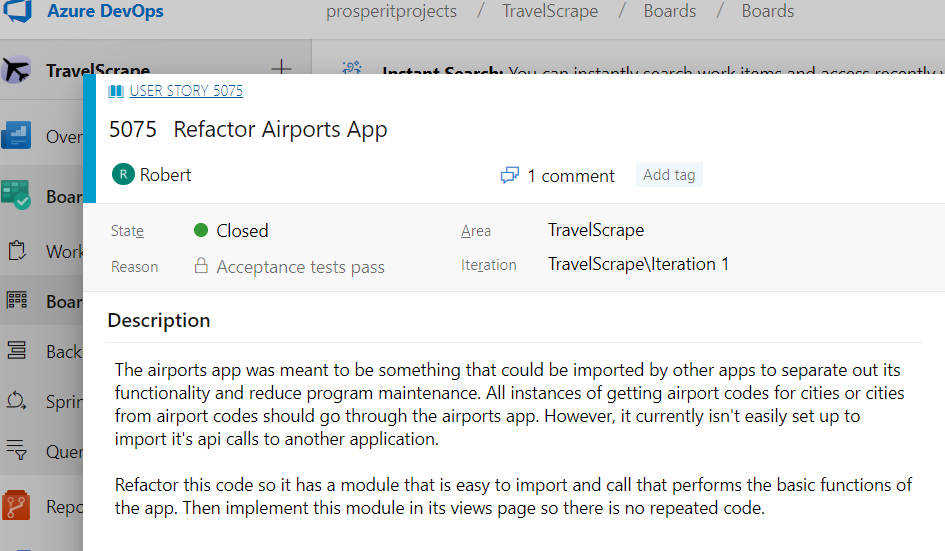 Azure DevOps
prosperitprojects / TravelScrape / Boards / Boards
TravelScrape
Instant Search: You can instantly search work items and access recently
USER STORY 5075
5075 Refactor Airports App
R Robert
1 comment
Add tag
State Closed
Area TravelScrape
Reason Acceptance tests pass
Iteration TravelScrape\Iteration 1
Description
The airports app was meant to be something that could be imported by other apps to separate out its
functionality and reduce program maintenance. All instances of getting airport codes for cities or cities
from airport codes should go through the airports app. However, it currently isn't easily set up to
import it's api calls to another application.
Refactor this code so it has a module that is easy to import and call that performs the basic functions of
the app. Then implement this module in its views page so there is no repeated code.
Over
Boar
Work
Boar
Back
Sprin
Quer
Repo